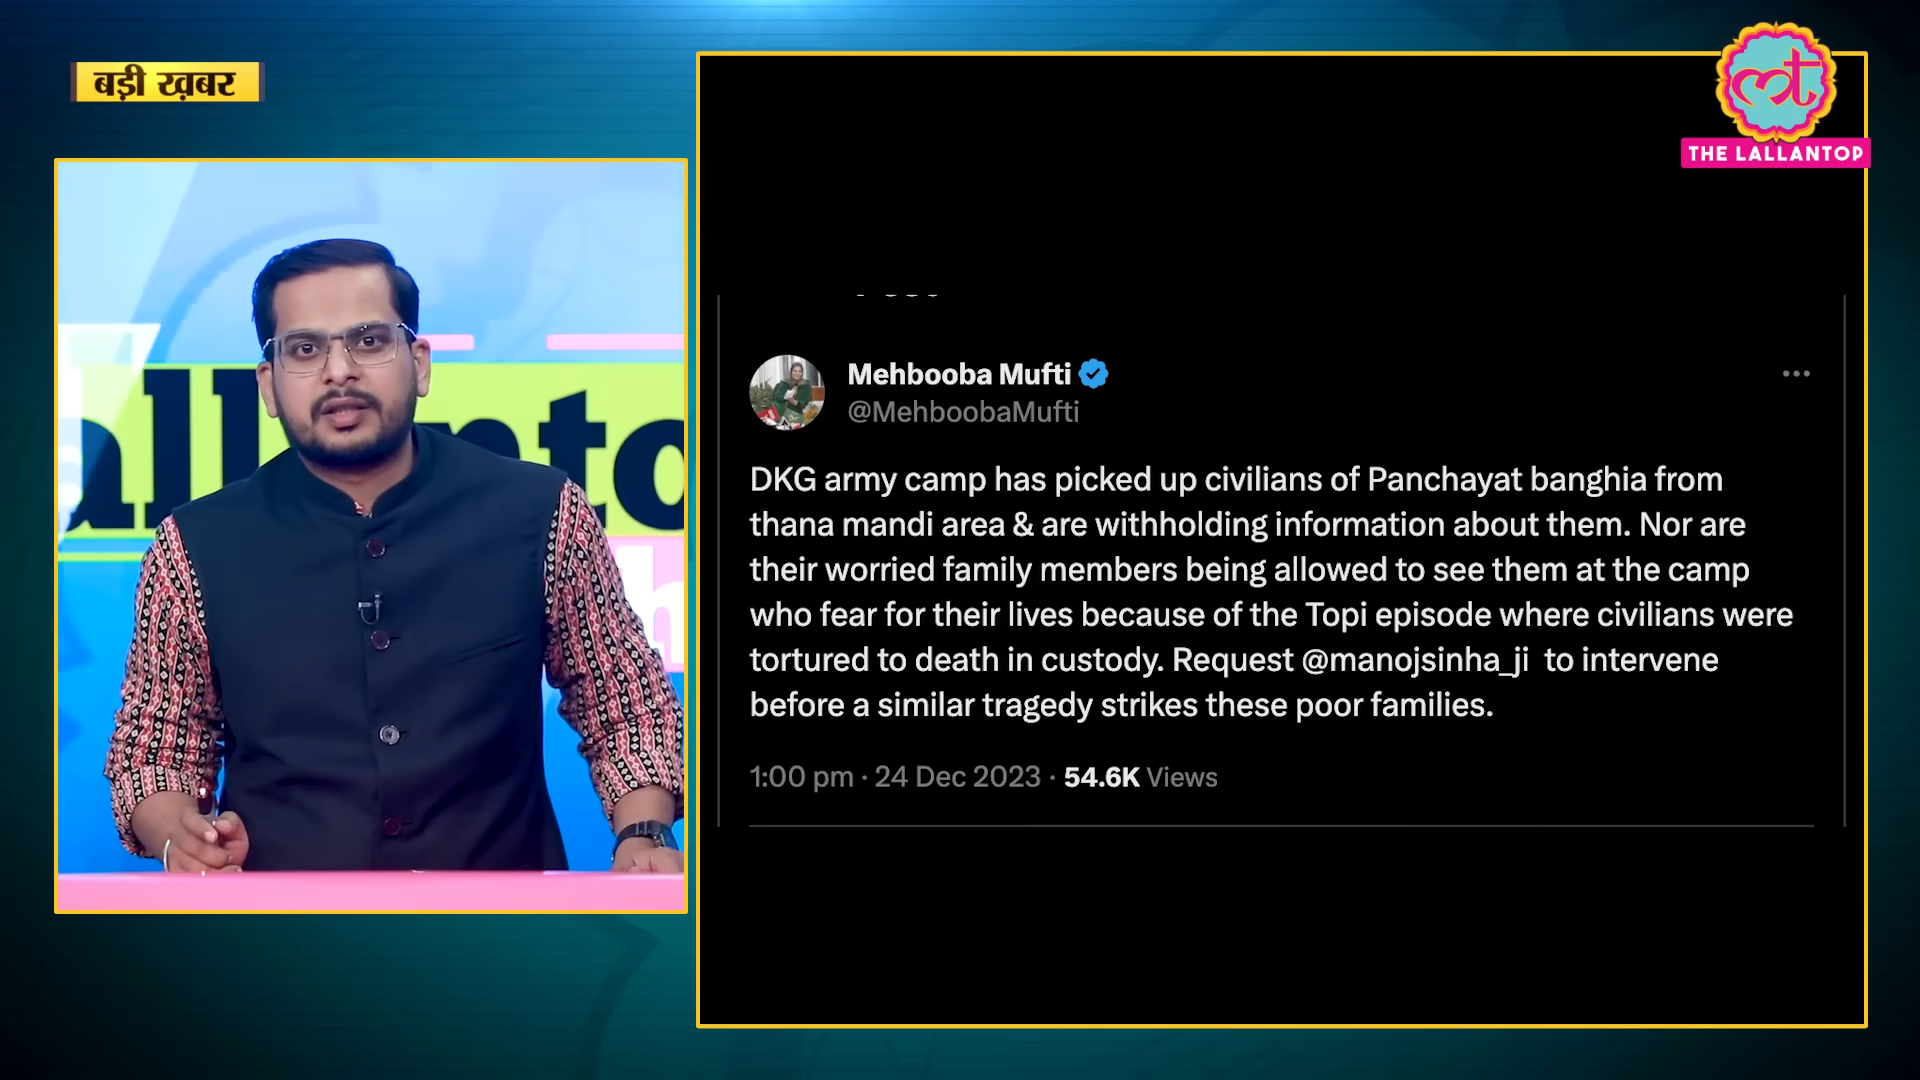 बड़ी ख़बर
THE LALLANTOP
Mehbooba Mufti
@MehboobaMufti
DKG army camp has picked up civilians of Panchayat banghia from
thana mandi area & are withholding information about them. Nor are
their worried family members being allowed to see them at the camp
who fear for their lives because of the Topi episode where civilians were
tortured to death in custody. Request @manojsinha_ji to intervene
before a similar tragedy strikes these poor families.
1:00 pm · 24 Dec 2023 · 54.6K Views